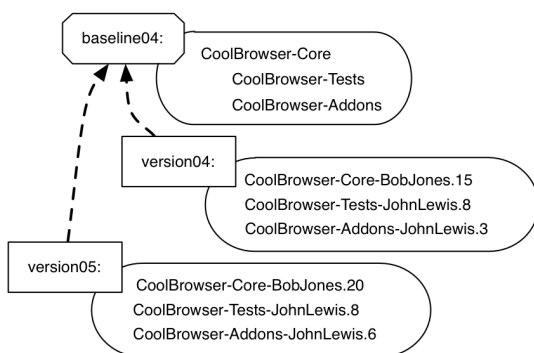 baseline04:
CoolBrowser-Core
CoolBrowser-Tests
CoolBrowser-Addons
version04:
CoolBrowser-Core-BobJones.15
CoolBrowser-Tests-JohnLewis.8
CoolBrowser-Addons-JohnLewis.3
version05:
CoolBrowser-Core-BobJones.20
CoolBrowser-Tests-JohnLewis.8
CoolBrowser-Addons-JohnLewis.6